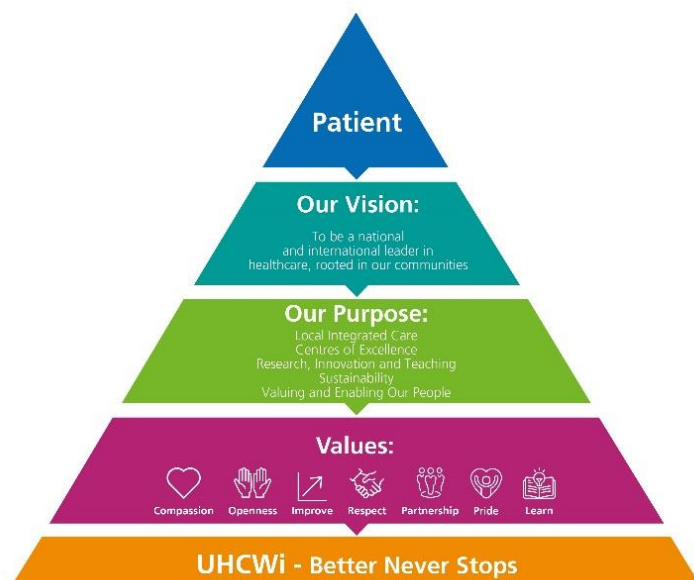 Patient
Our Vision:
To be a national
and international leader in
healthcare, rooted in our communities
Our Purpose:
Local Integrated Care
Centres of Excellence
Research, Innovation and Teaching
Sustainability
Valuing and Enabling Our People
Values:
Compassion Openness Improve Respect Partnership Pride Learn
UHCWi - Better Never Stops